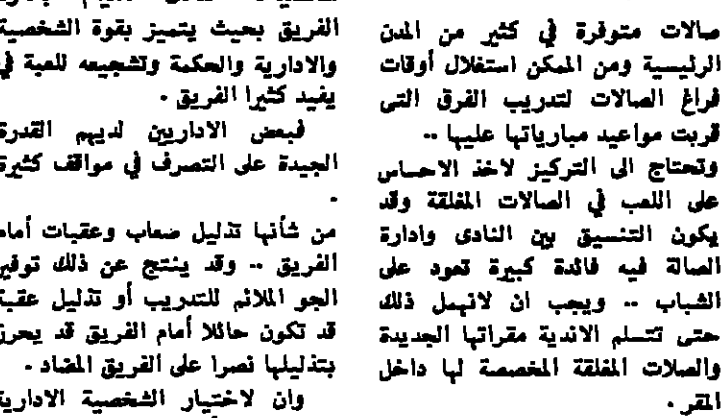 صالات متوفرة في كثير من المدن
الرئيسية ومن الممكن استغلال أوقات
فراغ الصالات لتدريب الفرق التى
قربت مواعيد مبارياتها عليها ..
وتحتاج الى التركيز لاخذ الاحساس
على اللعب في الصالات المغلقة وقد
يكون التنسيق بين النادى وادارة
الصالة فيه فائدة كبيرة تعود على
الشباب .. ويجب ان لانهمل ذلك
حتى تتسلم الاندية مقراتها الجديدة
والصلات المغلقة المخصصة لها داخل
المقر .
الفريق بحيث يتميز بقوة الشخصية
والادارية والحكمة وتشجيعه للعبة في
يفيد كثيرا الفريق .
فبعض الاداريين لديهم القدرة
الجيدة على التصرف في مواقف كثيرة
.
من شأنها تذليل صعاب وعقبات أمام
الفريق .. وقد ينتج عن ذلك توفير
الجو الملائم للتدريب أو تذليل عقبة
قد تكون حائلا أمام الفريق قد يحرز
بتذليلها نصرا على الفريق المضاد .
وان لاختيار الشخصية الادارية